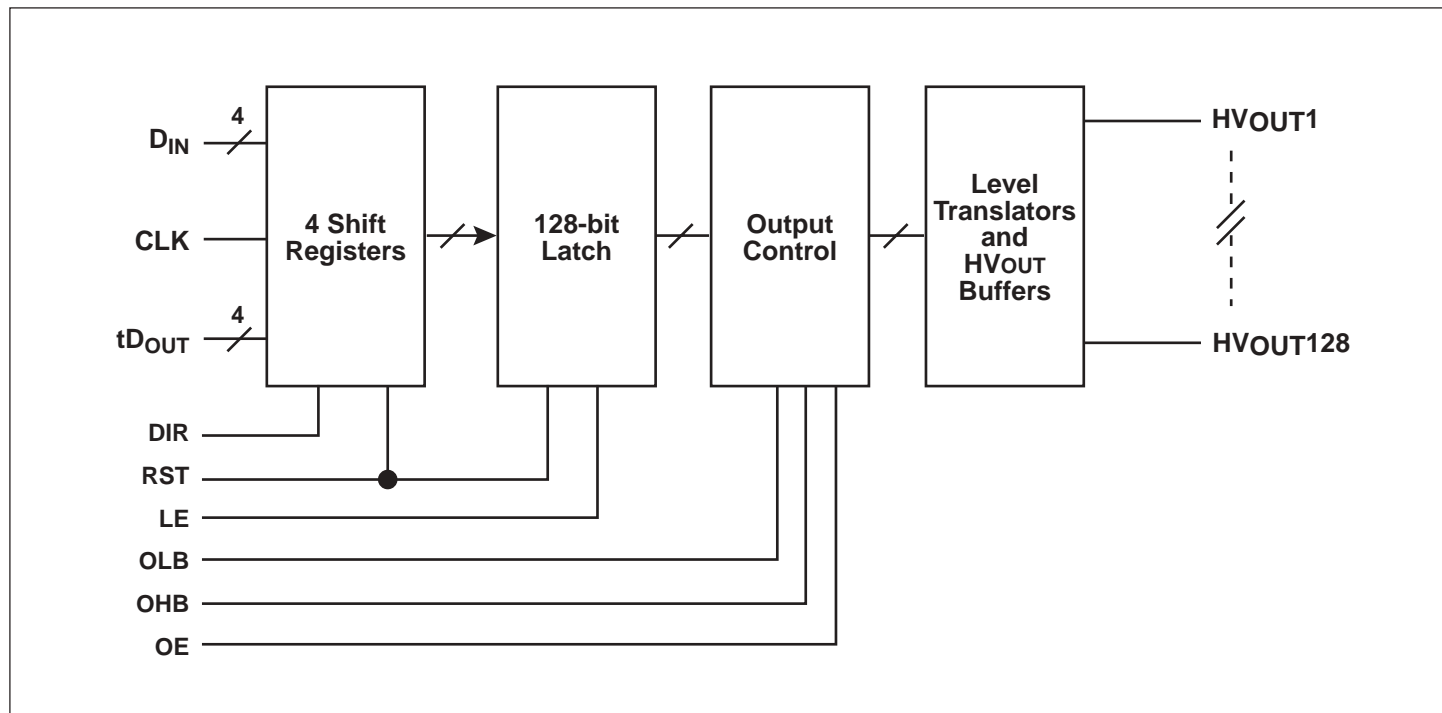 4
DIN
CLK
4
tDOUT
DIR
RST
LE
OLB
OHB
OE
4 Shift
Registers
128-bit
Latch
Output
Control
Level
Translators
and
HVOUT
Buffers
HVOUT1
HVOUT128